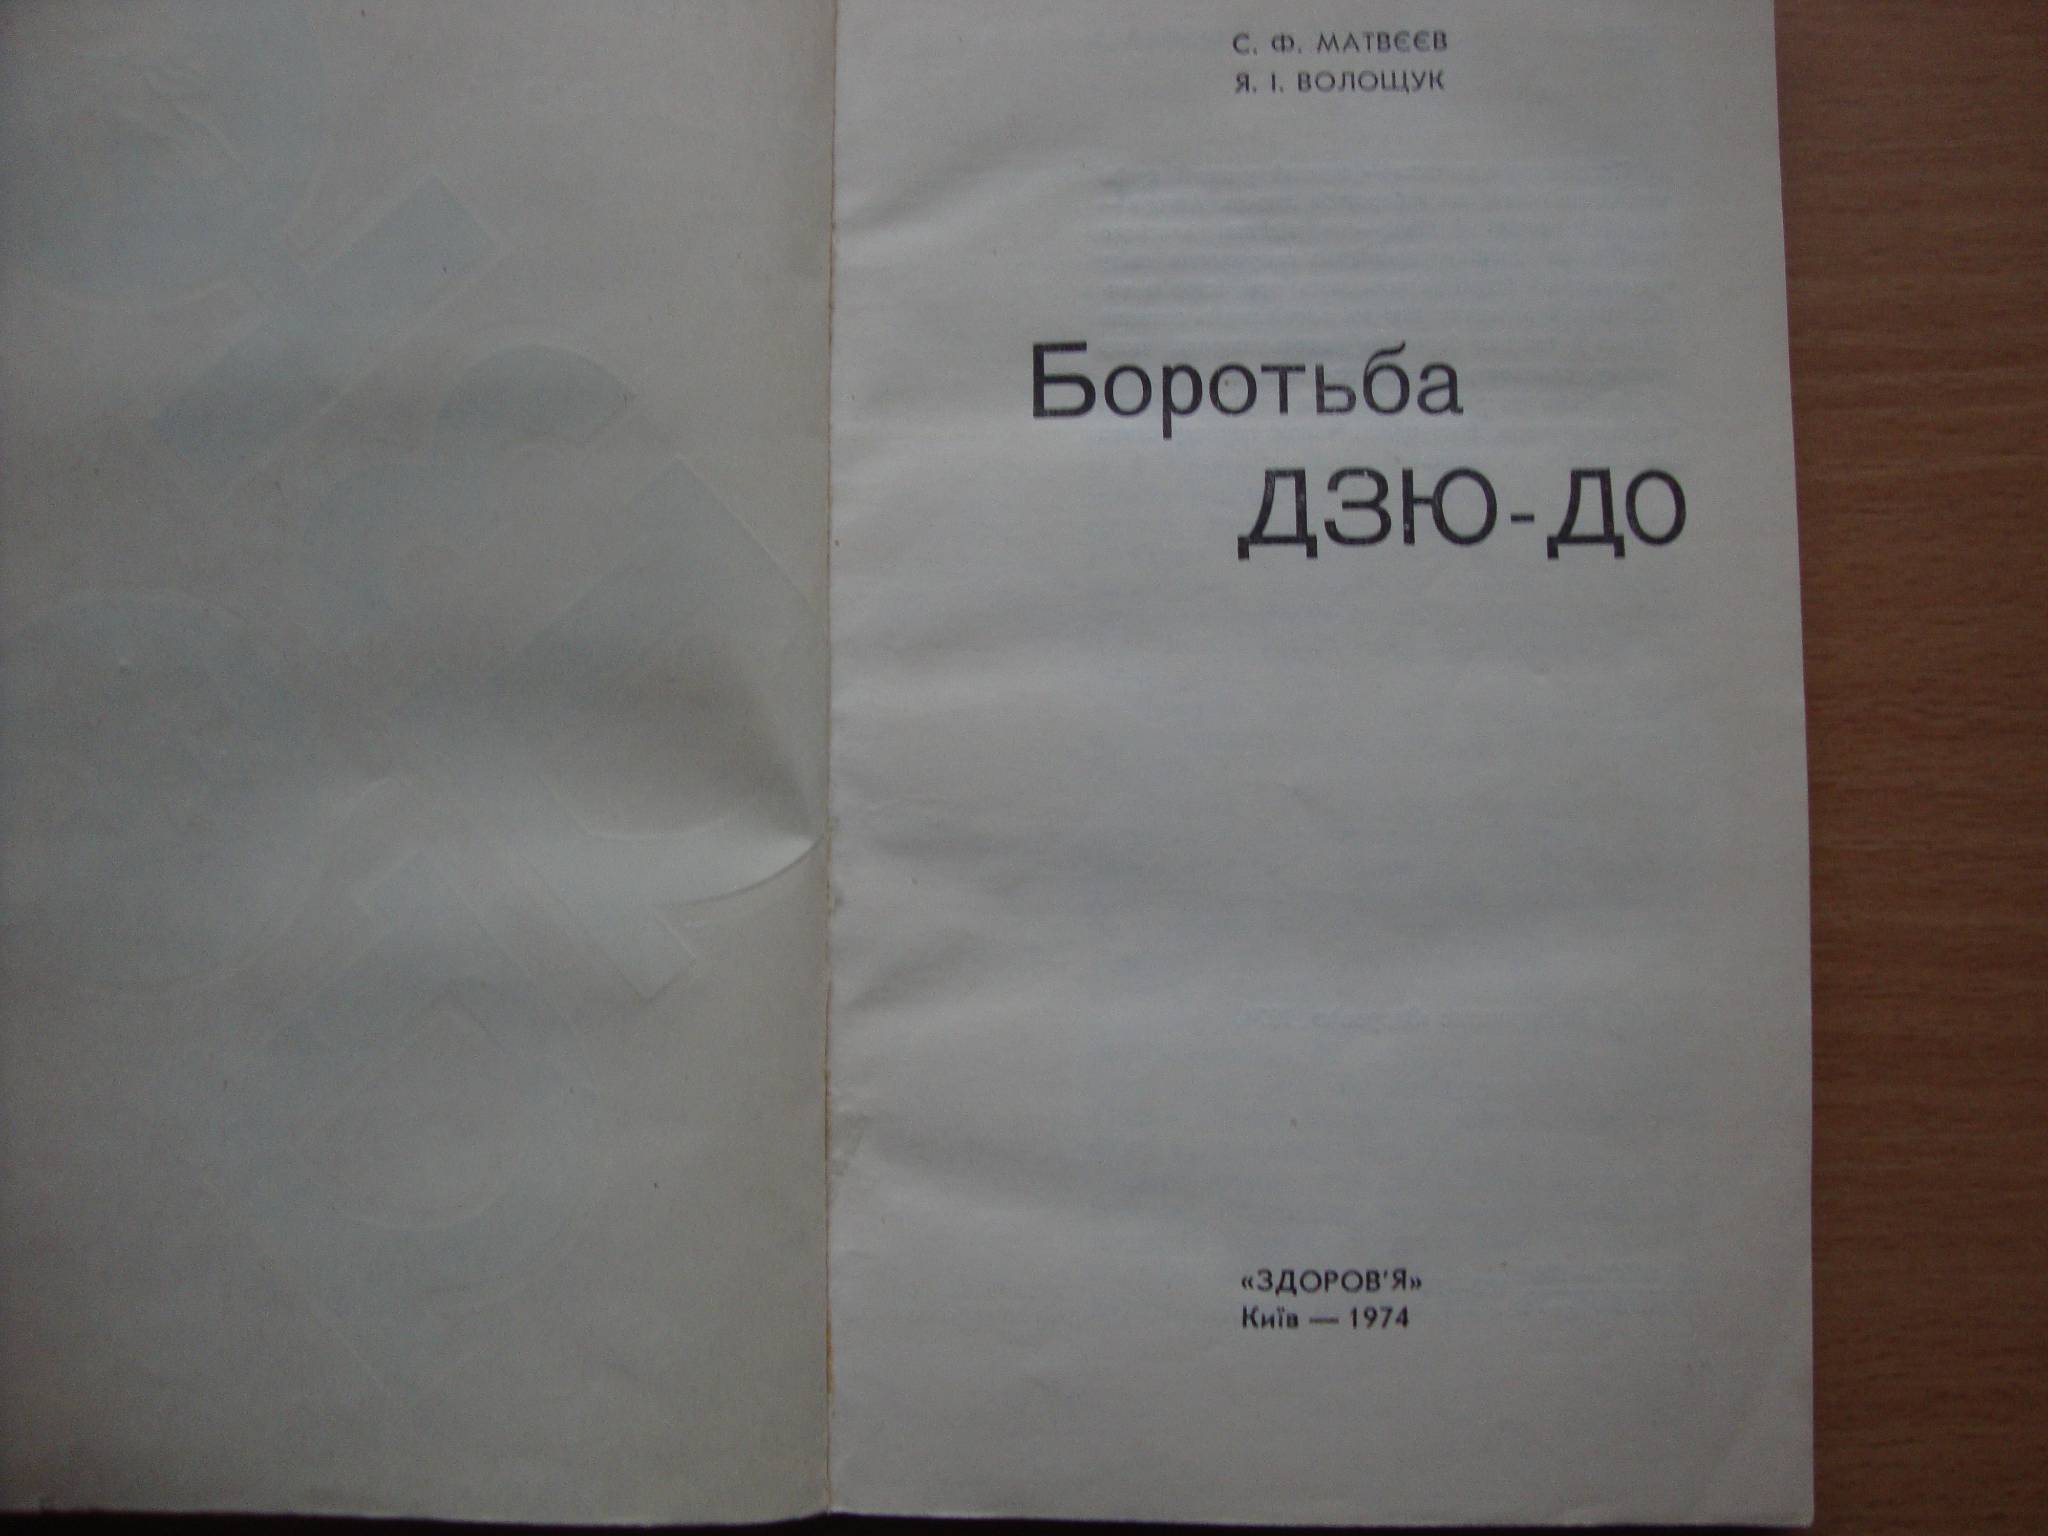 С. Ф. МАТВЄЄВ
Я. І. ВОЛОЩУК
Боротьба
ДЗЮ-ДО
«ЗДОРОВ'Я»
Київ — 1974